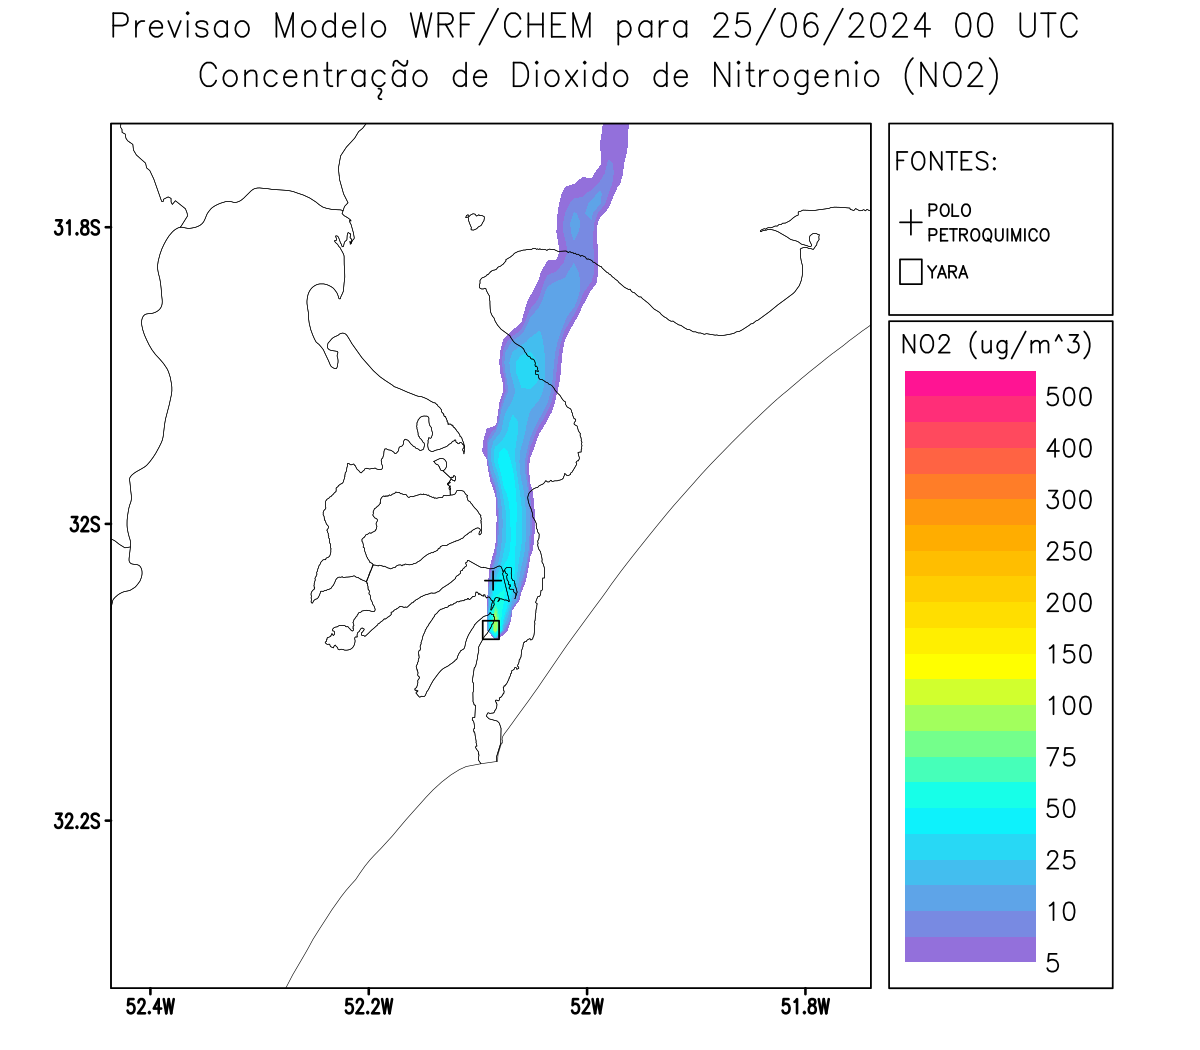 Previsao Modelo WRF/CHEM para 25/06/2024 00 UTC
Concentração de Dioxido de Nitrogenio (NO2)
FONTES:
POLO
PETROQUIMICO
YARA
31.8S
32S
32.2S
52.4W
52.2W
52W
51.8W
NO2 (ug/m^3)
500
400
300
250
200
150
100
75
50
25
10
5